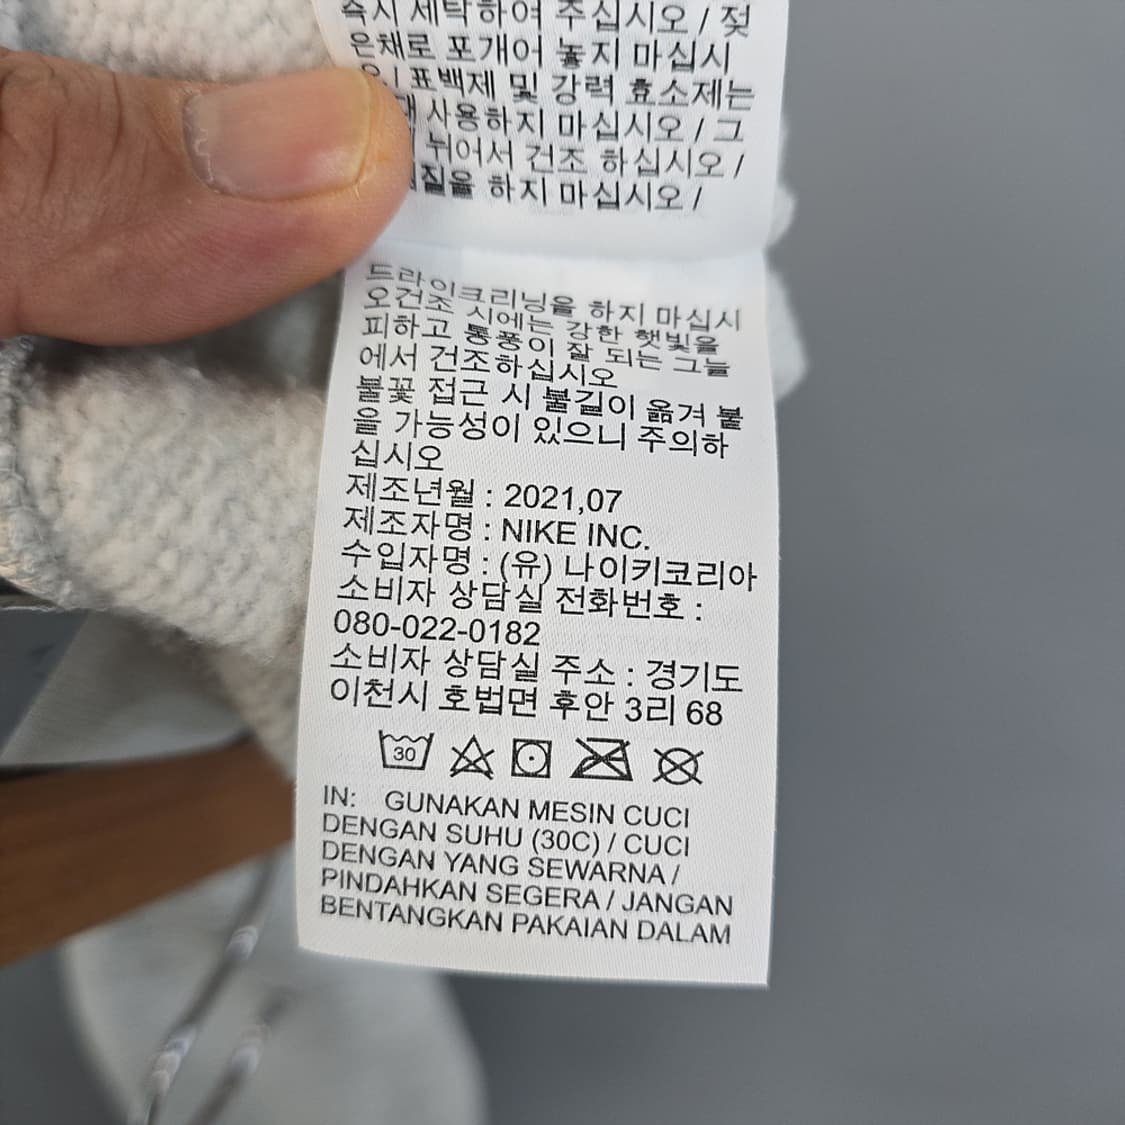 즉시 세탁하여 주십시오 / 젖
은채로 포개어 놓지 마십시
오 / 표백제 및 강력 효소제는
사용하지 마십시오 / 그
뉘어서 건조 하십시오 /
하지 마십시오 /
드라이크리닝을 하지 마십시
오건조 시에는 강한 햇빛을
피하고 통풍이 잘 되는 그늘
에서 건조하십시오
불꽃 접근 시 불길이 옮겨 붙
을 가능성이 있으니 주의하
십시오
제조년월 : 2021,07
제조자명 : NIKE INC.
수입자명 : (유) 나이키코리아
소비자 상담실 전화번호 :
080-022-0182
소비자 상담실 주소 : 경기도
이천시 호법면 후안 3리 68
30
IN: GUNAKAN MESIN CUCI
DENGAN SUHU (30C) / CUCI
DENGAN YANG SEWARNA /
PINDAHKAN SEGERA / JANGAN
BENTANGKAN PAKAIAN DALAM